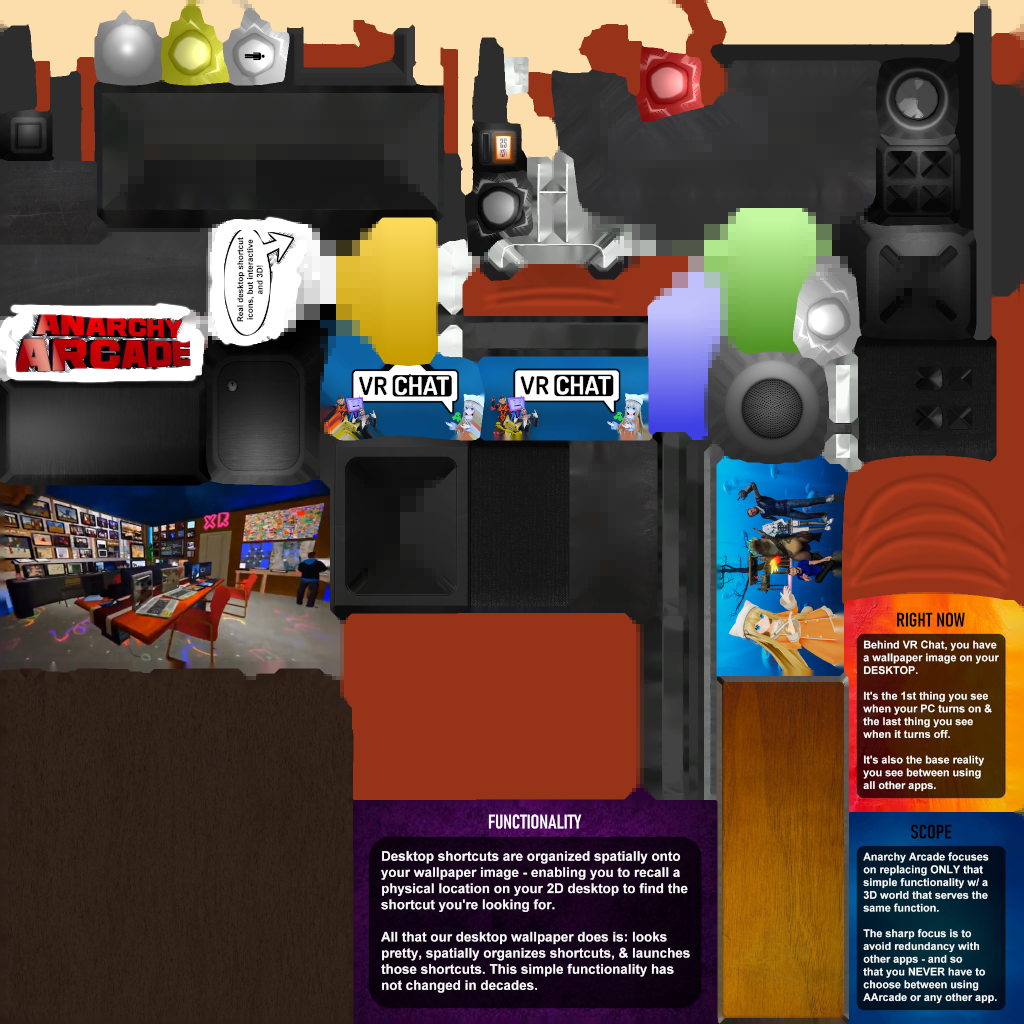 Real desktop shortcut
icons, but interactive
and 3D!
ANARCHY
ARCADE
VR CHAT
VR CHAT
XR
RIGHT NOW
Behind VR Chat, you have
a wallpaper image on your
DESKTOP.
It's the 1st thing you see
when your PC turns on &
the last thing you see
when it turns off.
It's also the base reality
you see between using
all other apps.
FUNCTIONALITY
Desktop shortcuts are organized spatially onto
your wallpaper image - enabling you to recall a
physical location on your 2D desktop to find the
shortcut you're looking for.
All that our desktop wallpaper does is: looks
pretty, spatially organizes shortcuts, & launches
those shortcuts. This simple functionality has
not changed in decades.
SCOPE
Anarchy Arcade focuses
on replacing ONLY that
simple functionality w/ a
3D world that serves the
same function.
The sharp focus is to
avoid redundancy with
other apps - and so
that you NEVER have to
choose between using
AArcade or any other app.